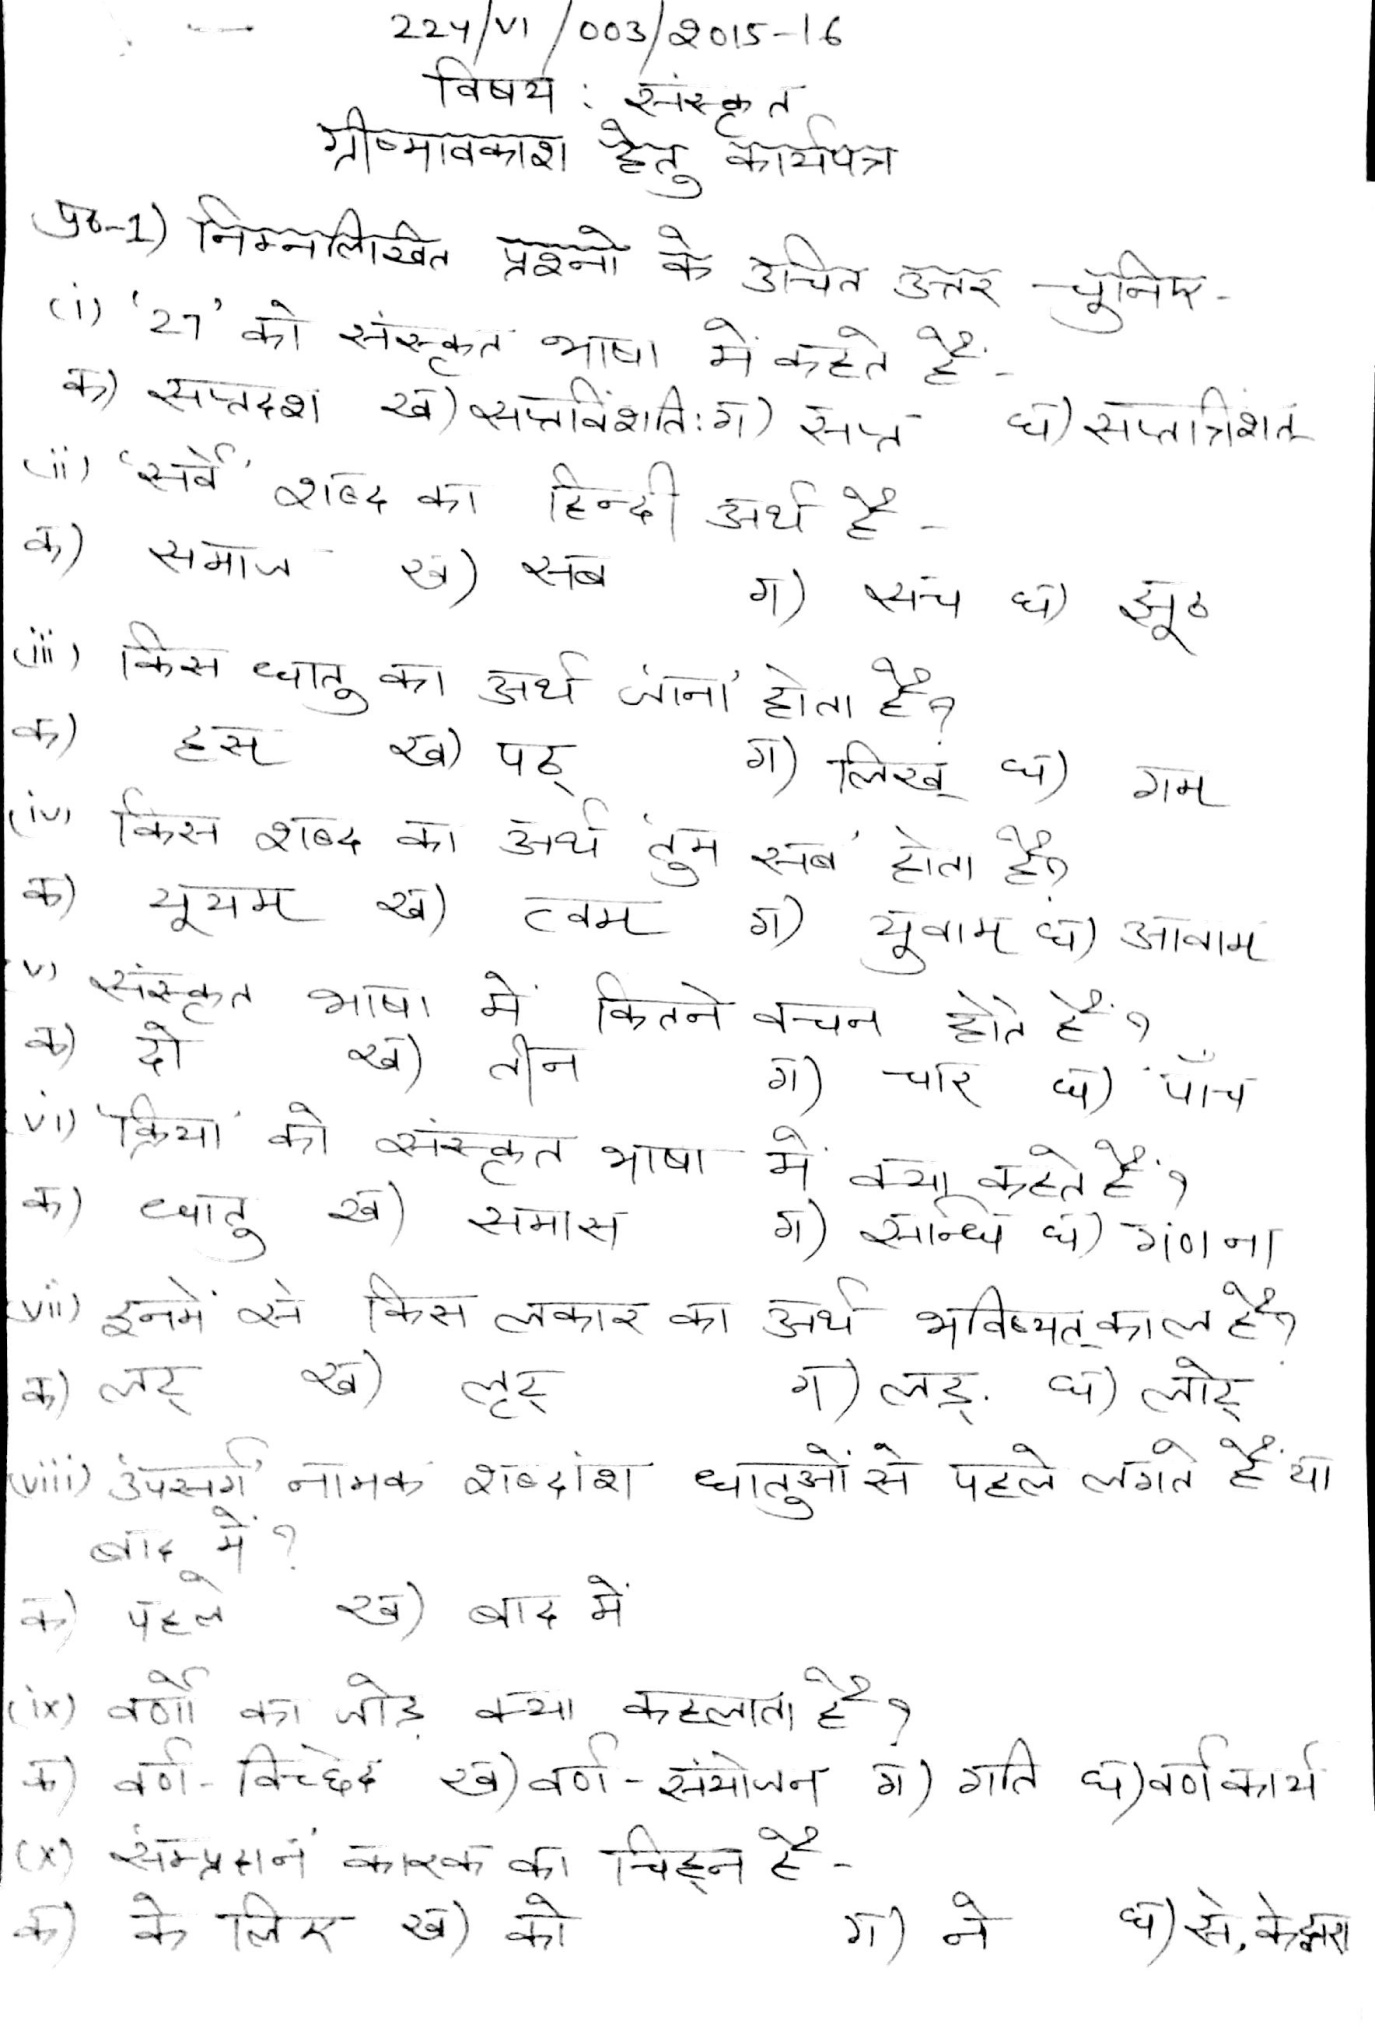 224/VI/003/2015-16
विषय : संस्कृत
ग्रीष्मावकाश हेतु कार्यपत्र
प्र०-1) निम्नलिखित प्रश्नों के उचित उत्तर चुनिए -
(i) '27' को संस्कृत भाषा में कहते हैं -
क) सप्तदश ख) सप्तविंशति: ग) सप्त घ) सप्तत्रिंशत्
(ii) 'सर्वे' शब्द का हिन्दी अर्थ है -
क) समाज ख) सब ग) सच घ) झूठ
(iii) किस धातु का अर्थ 'जाना' होता है?
क) हस् ख) पठ् ग) लिख् घ) गम्
(iv) किस शब्द का अर्थ 'तुम सब' होता है?
क) यूयम् ख) त्वम् ग) युवाम् घ) आवाम्
v) संस्कृत भाषा में कितने वचन होते हैं?
क) दो ख) तीन ग) चार घ) पाँच
vi) 'क्रिया' को संस्कृत भाषा में क्या कहते हैं?
क) धातु ख) समास ग) सन्धि घ) गणना
(vii) इनमें से किस लकार का अर्थ भविष्यत् काल है?
क) लट् ख) लृट् ग) लङ् घ) लोट्
(viii) 'उपसर्ग' नामक शब्दांश धातुओं से पहले लगते हैं या
बाद में?
क) पहले ख) बाद में
(ix) वर्णों का जोड़ क्या कहलाता है?
क) वर्ण - विच्छेद ख) वर्ण - संयोजन ग) गति घ) वर्ण कार्य
(x) 'सम्प्रदान' कारक का चिह्न है -
क) के लिए ख) को ग) ने घ) से, के द्वारा